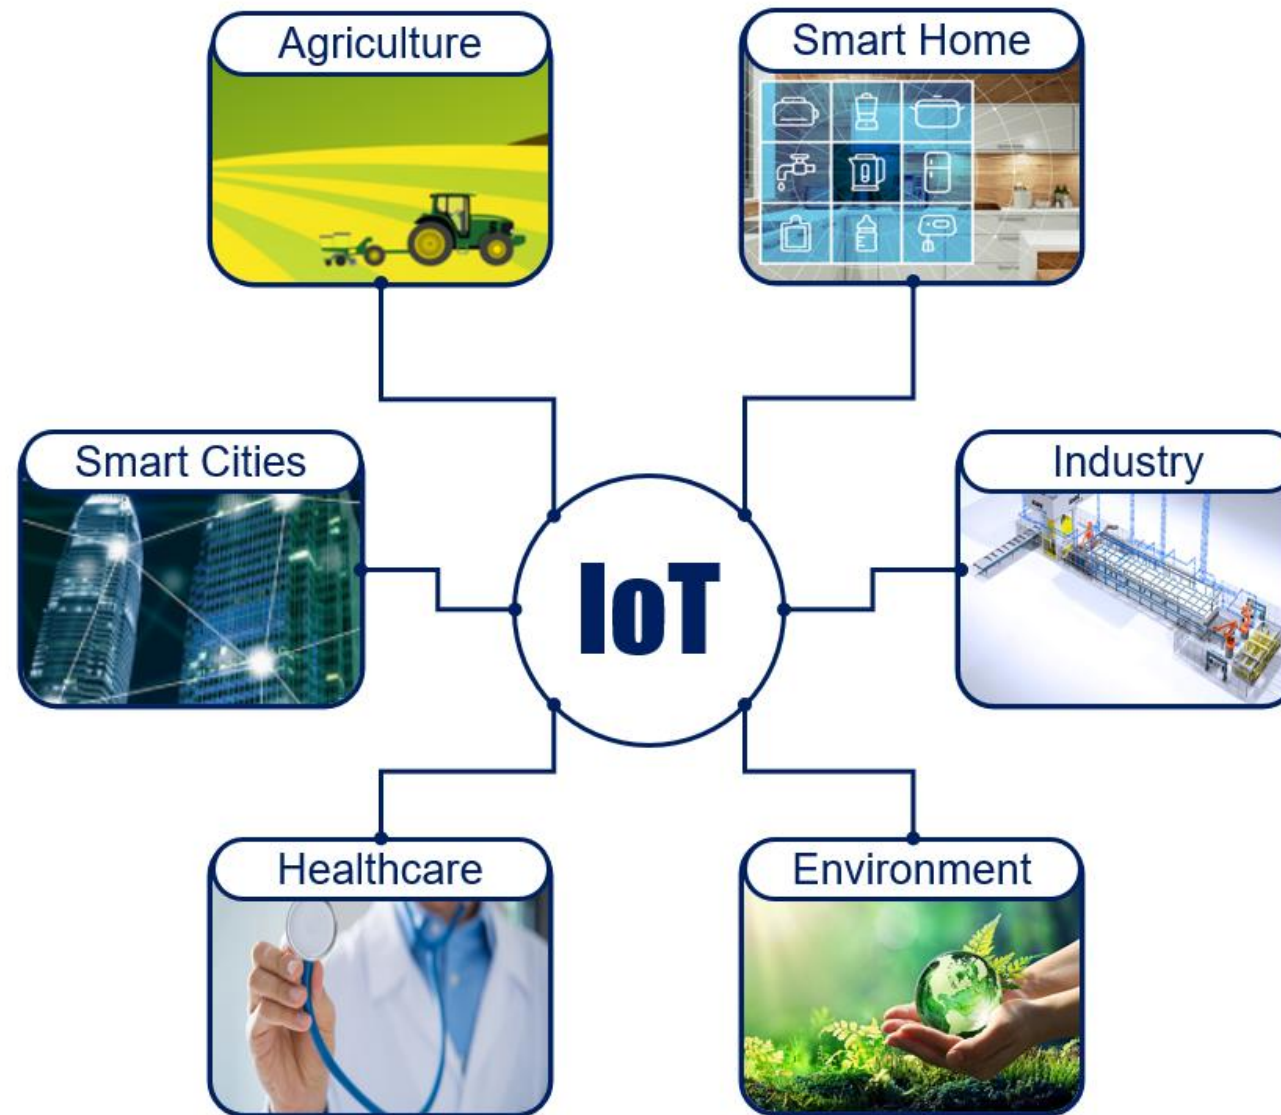 Agriculture
Smart Home
Smart Cities
Industry
IoT
Healthcare
Environment